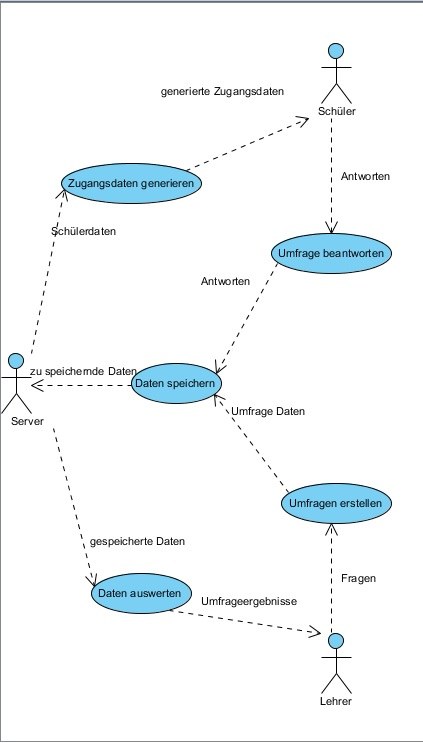 generierte Zugangsdaten
Schüler
Zugangsdaten generieren
Antworten
Schülerdaten
Umfrage beantworten
Antworten
zu speichernde Daten
Daten speichern
Server
Umfrage Daten
Umfragen erstellen
gespeicherte Daten
Fragen
Daten auswerten
Umfrageergebnisse
Lehrer